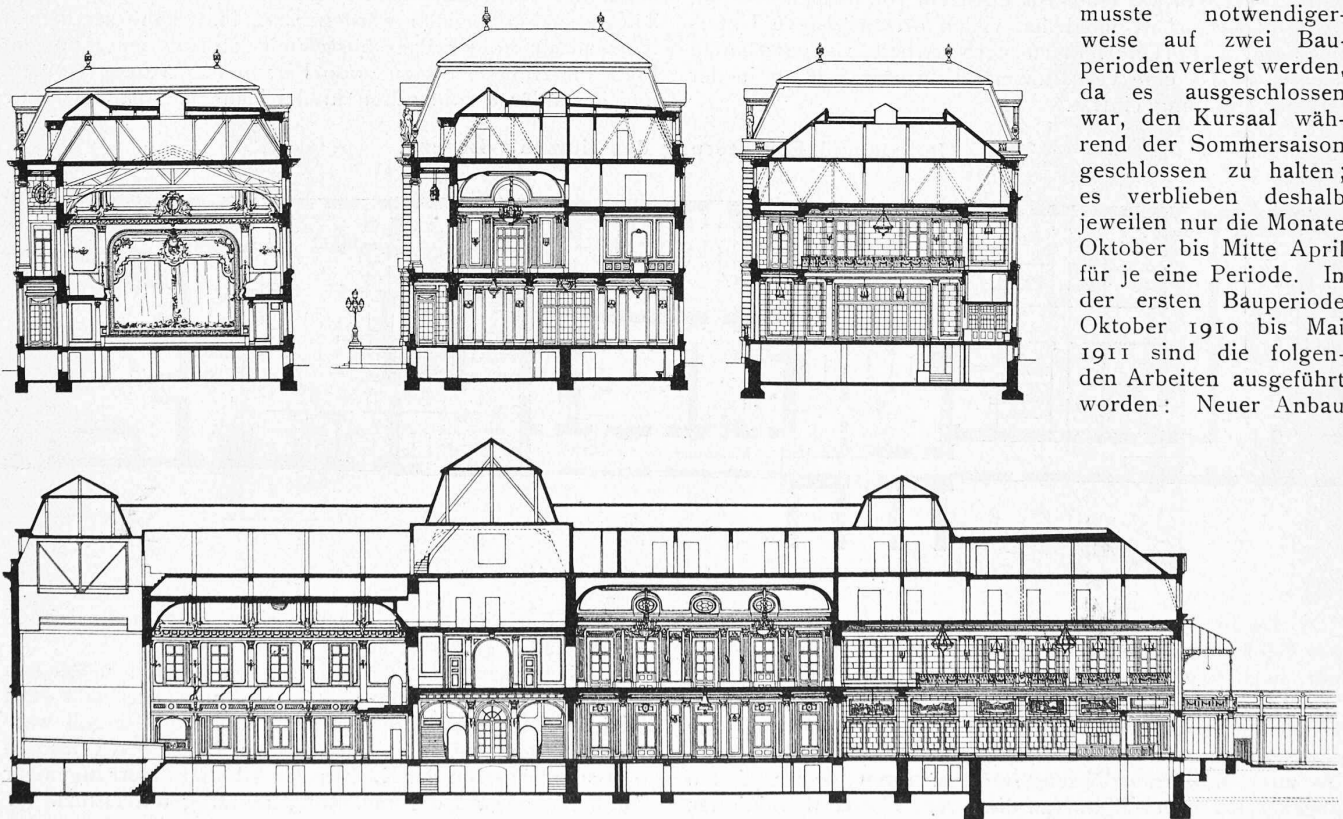 musste notwendiger-
weise auf zwei Bau-
perioden verlegt werden,
da es ausgeschlossen
war, den Kursaal wäh-
rend der Sommersaison
geschlossen zu halten;
es verblieben deshalb
jeweilen nur die Monate
Oktober bis Mitte April
für je eine Periode. In
der ersten Bauperiode
Oktober 1910 bis Mai
1911 sind die folgen-
den Arbeiten ausgeführt
worden: Neuer Anbau